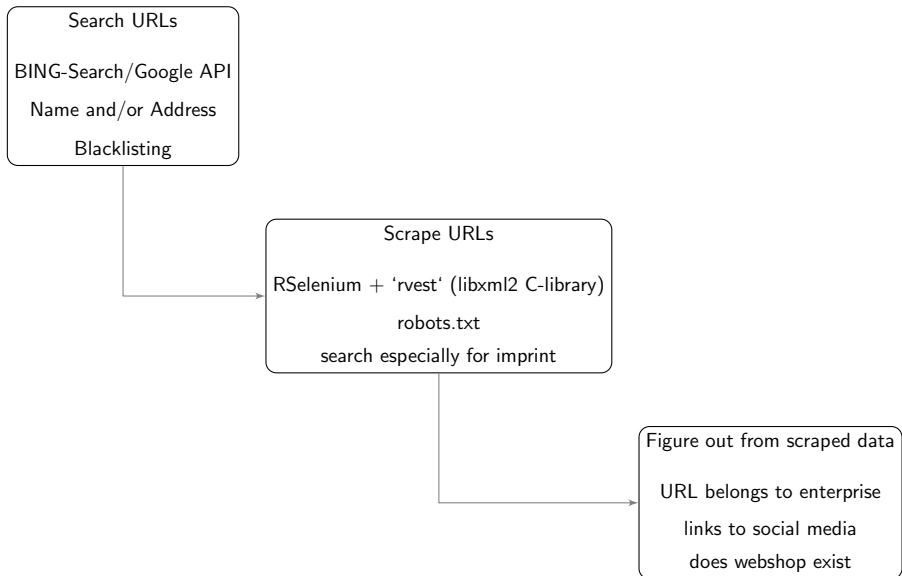 Search URLs
BING-Search/Google API
Name and/or Address
Blacklisting
Scrape URLs
RSelenium + ‘rvest‘ (libxml2 C-library)
robots.txt
search especially for imprint
Figure out from scraped data
URL belongs to enterprise
links to social media
does webshop exist